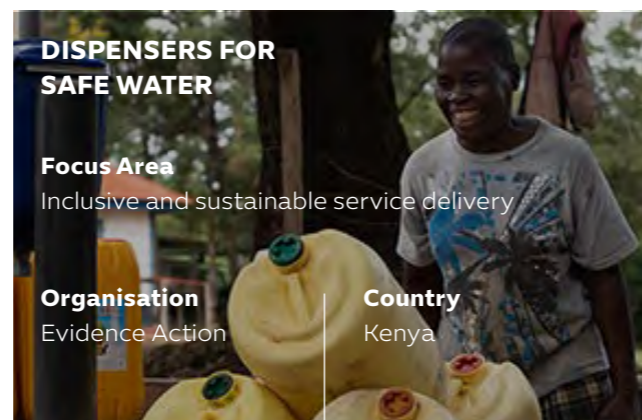 DISPENSERS FOR
SAFE WATER
Focus Area
Inclusive and sustainable service delivery
Organisation
Evidence Action
Country
Kenya